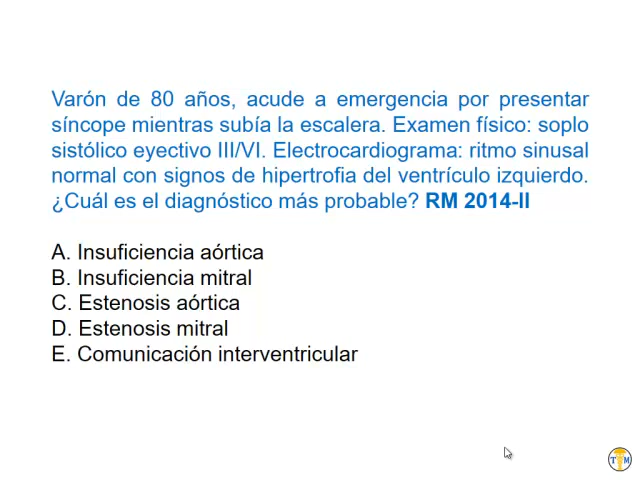 Varón de 80 años, acude a emergencia por presentar
síncope mientras subía la escalera. Examen físico: soplo
sistólico eyectivo III/VI. Electrocardiograma: ritmo sinusal
normal con signos de hipertrofia del ventrículo izquierdo.
¿Cuál es el diagnóstico más probable? RM 2014-II
A. Insuficiencia aórtica
B. Insuficiencia mitral
C. Estenosis aórtica
D. Estenosis mitral
E. Comunicación interventricular
T M